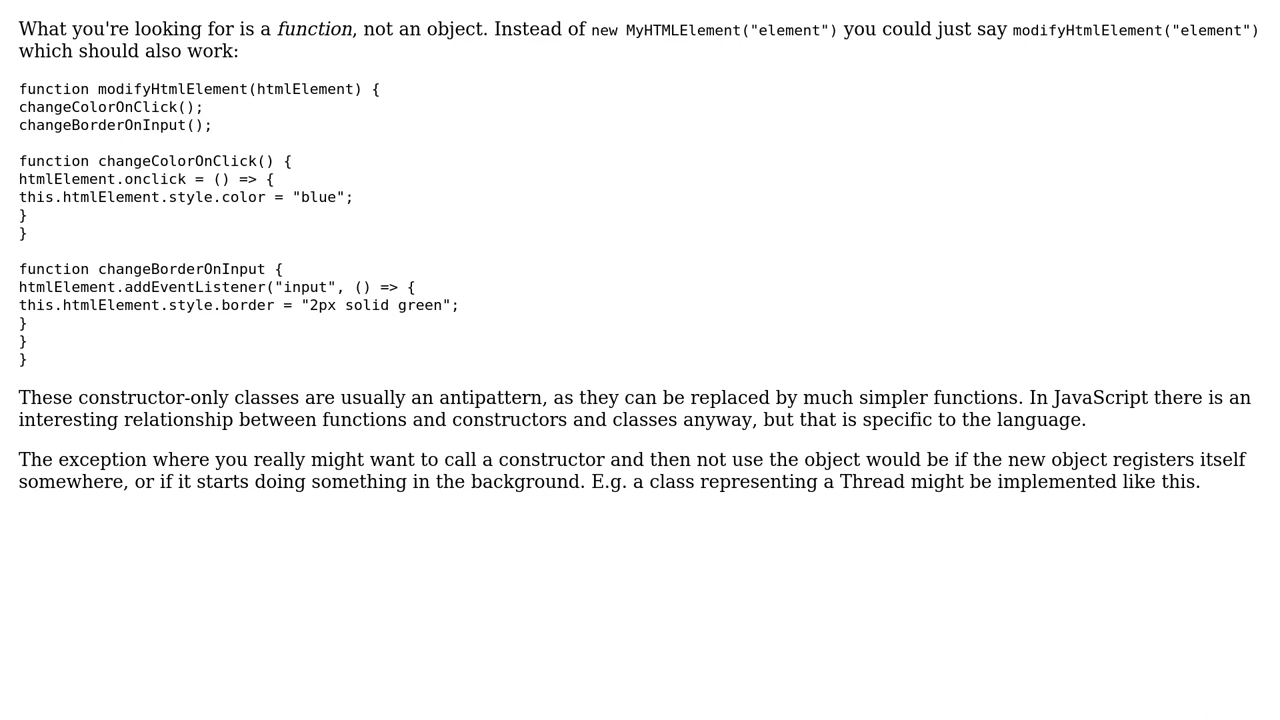 What you're looking for is a function, not an object. Instead of new MyHTMLElement("element") you could just say modifyHtmlElement("element")
which should also work:
function modifyHtmlElement(htmlElement) {
changeColorOnClick();
changeBorderOnInput();
function changeColorOnClick() {
htmlElement.onclick = () => {
this.htmlElement.style.color = "blue";
}
}
function changeBorderOnInput {
htmlElement.addEventListener("input", () => {
this.htmlElement.style.border = "2px solid green";
}
}
}
These constructor-only classes are usually an antipattern, as they can be replaced by much simpler functions. In JavaScript there is an
interesting relationship between functions and constructors and classes anyway, but that is specific to the language.
The exception where you really might want to call a constructor and then not use the object would be if the new object registers itself
somewhere, or if it starts doing something in the background. E.g. a class representing a Thread might be implemented like this.